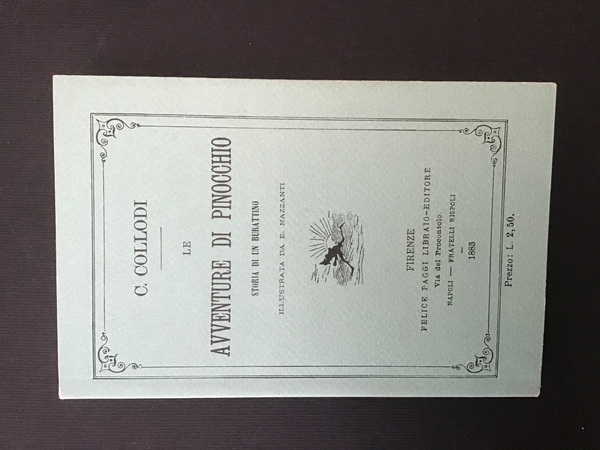 C. COLLODI
LE
AVVENTURE DI PINOCCHIO
STORIA DI UN BURATTINO
ILLUSTRATA DA E. MAZZANTI
FIRENZE
FELICE PAGGI LIBRAIO-EDITORE
Via del Proconsolo.
NAPOLI — FRATELLI RISPOLI
1883
Prezzo: L. 2,50.